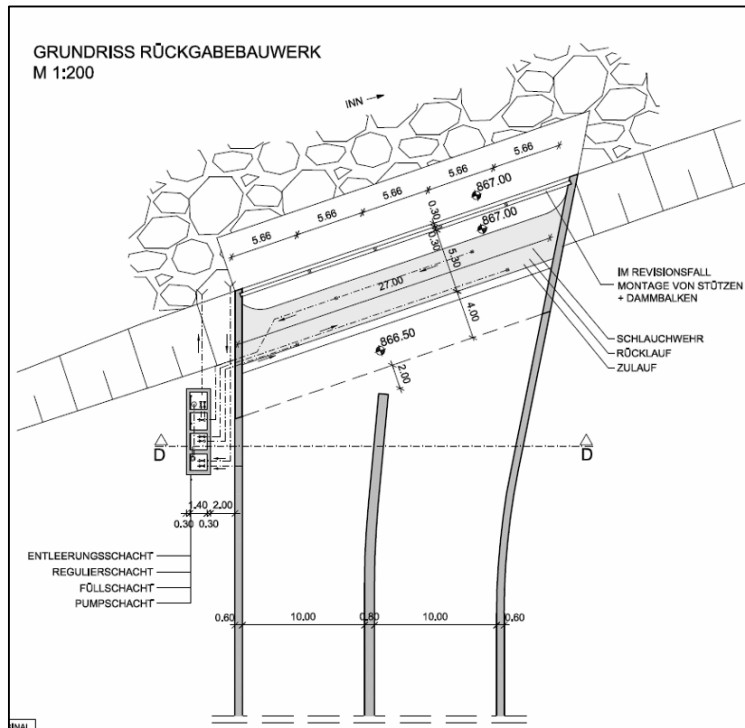 GRUNDRISS RÜCKGABEBAUWERK
M 1:200
INN
5.66
5.66
5.66
5.66
5.66
867.00
0.30
867.00
0.30
5.30
27.00
4.00
IM REVISIONSFALL
MONTAGE VON STÜTZEN
+ DAMMBALKEN
SCHLAUCHWEHR
RÜCKLAUF
ZULAUF
866.50
2.00
D
D
1.40 2.00
0.30 0.30
ENTLEERUNGSSCHACHT
REGULIERSCHACHT
FÜLLSCHACHT
PUMPSCHACHT
0.60 10.00 0.80 10.00 0.60